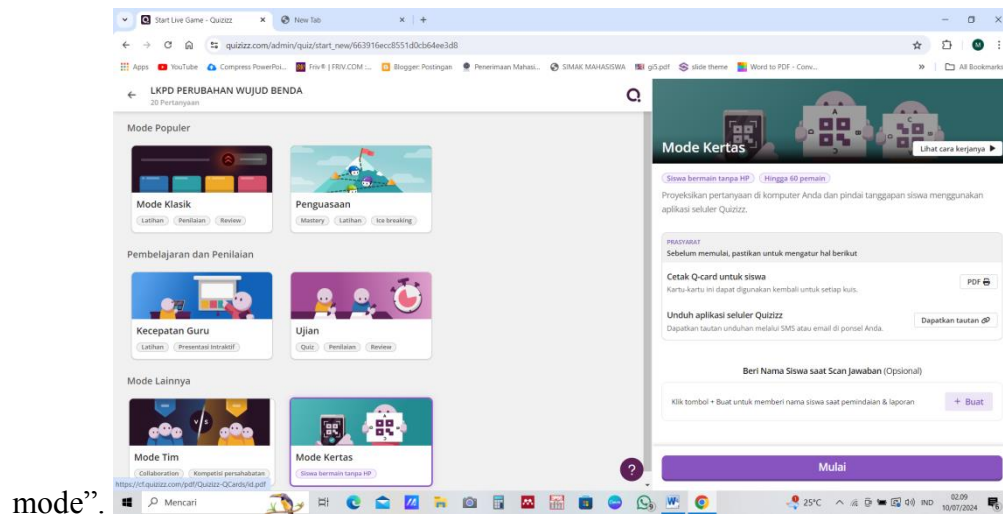 Start Live Game - Quizizz
New Tab
quizizz.com/admin/quiz/start_new/663916ecc8551d0cb64ee3d8
Apps YouTube Compress PowerPoi... Friv® | FRIV.COM :... Blogger: Postingan Penerimaan Mahasi... SIMAK MAHASISWA gi5.pdf slide theme Word to PDF - Conv... All Bookmarks
LKPD PERUBAHAN WUJUD BENDA
20 Pertanyaan
Mode Populer
Mode Klasik
Latihan Penilaian Review
Penguasaan
Mastery Latihan Ice breaking
Pembelajaran dan Penilaian
Kecepatan Guru
Latihan Presentasi Intraktif
Ujian
Quiz Penilaian Review
Mode Lainnya
VS
Mode Tim
Collaboration Kompetisi persahabatan
Mode Kertas
Siswa bermain tanpa HP
https://cf.quizizz.com/pdf/Quizizz-QCards/id.pdf
Mode Kertas
Lihat cara kerjanya
Siswa bermain tanpa HP Hingga 60 pemain
Proyeksikan pertanyaan di komputer Anda dan pindai tanggapan siswa menggunakan
aplikasi seluler Quizizz.
PRASYARAT
Sebelum memulai, pastikan untuk mengatur hal berikut
Cetak Q-card untuk siswa
Kartu-kartu ini dapat digunakan kembali untuk setiap kuis.
PDF
Unduh aplikasi seluler Quizizz
Dapatkan tautan unduhan melalui SMS atau email di ponsel Anda.
Dapatkan tautan
Beri Nama Siswa saat Scan Jawaban (Opsional)
Klik tombol + Buat untuk memberi nama siswa saat pemindaian & laporan
+ Buat
Mulai
mode”.
Mencari
25°C
IND
02.09
10/07/2024